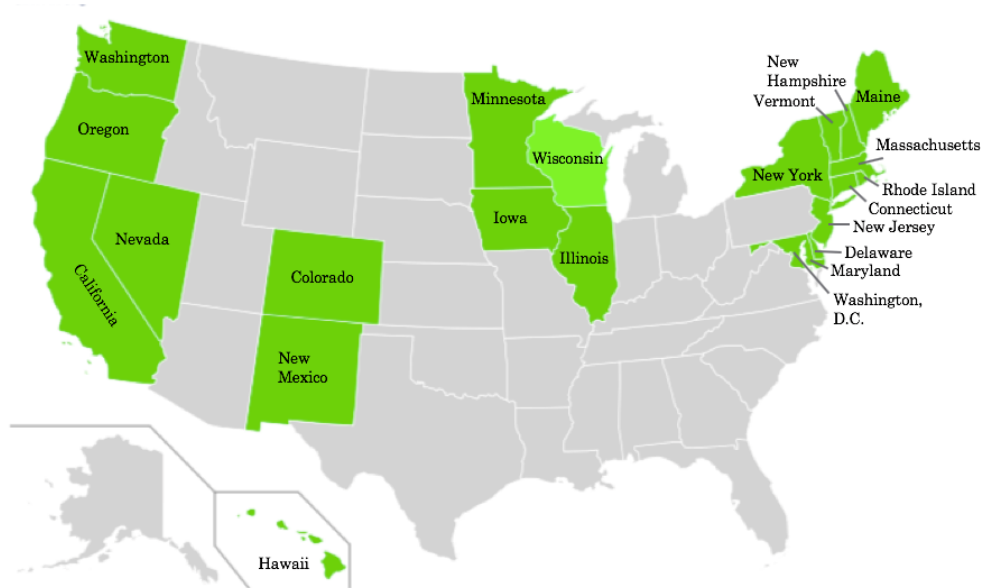 Washington
Oregon
California
Nevada
Colorado
New
Mexico
Minnesota
Iowa
Wisconsin
Illinois
New
Hampshire
Vermont
Maine
Massachusetts
New York
Rhode Island
Connecticut
New Jersey
Delaware
Maryland
Washington,
D.C.
Hawaii